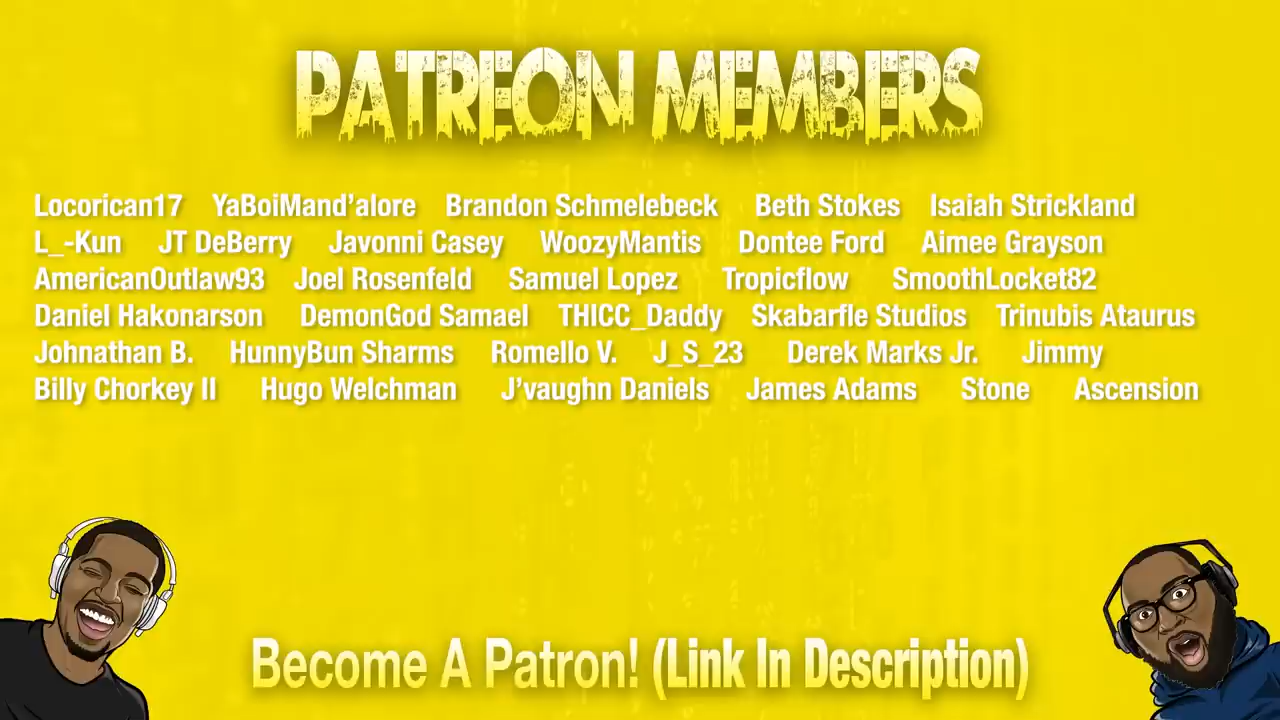 PATREON MEMBERS
Locorican17 YaBoiMand’alore Brandon Schmelebeck Beth Stokes Isaiah Strickland
L_-Kun JT DeBerry Javonni Casey WoozyMantis Dontee Ford Aimee Grayson
AmericanOutlaw93 Joel Rosenfeld Samuel Lopez Tropicflow SmoothLocket82
Daniel Hakonarson DemonGod Samael THICC_Daddy Skabarfle Studios Trinubis Ataurus
Johnathan B. HunnyBun Sharms Romello V. J_S_23 Derek Marks Jr. Jimmy
Billy Chorkey II Hugo Welchman J’vaughn Daniels James Adams Stone Ascension
Become A Patron! (Link In Description)